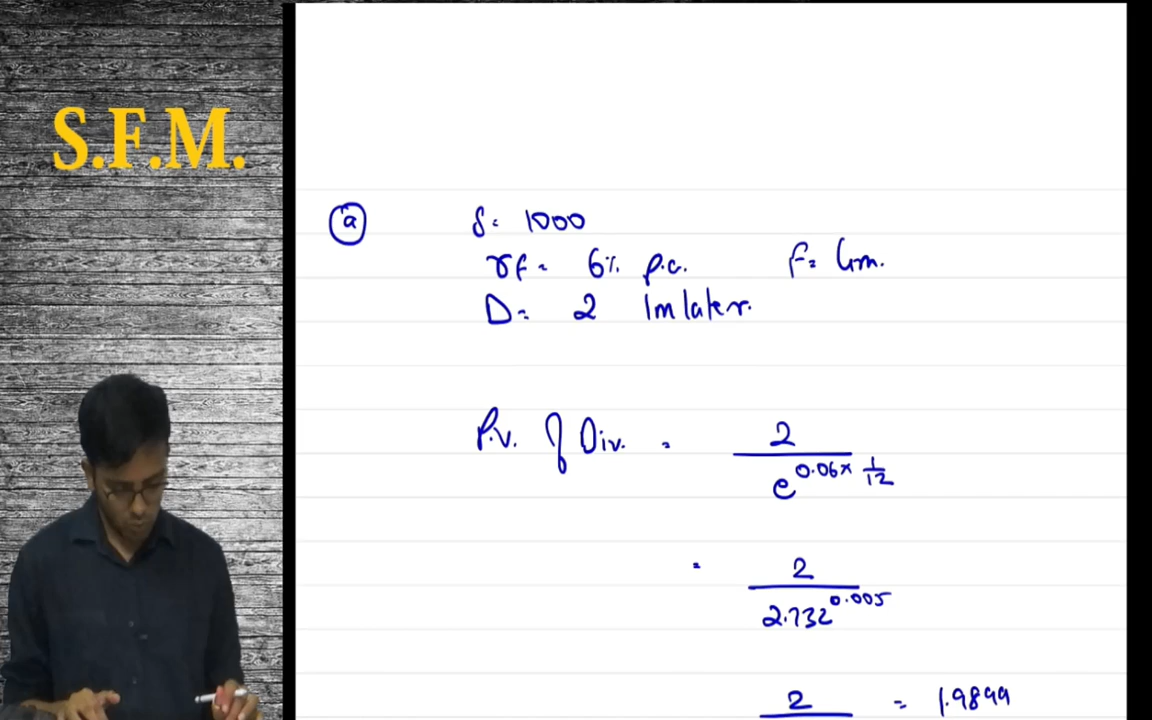 S.F.M.
(a) S = 1000
rf = 6% p.c. F = 4m.
D = 2 1m later.
P.V. of Div. = 2 / e^0.06 × 1/12
= 2 / 2.732^0.005
2 = 1.9899